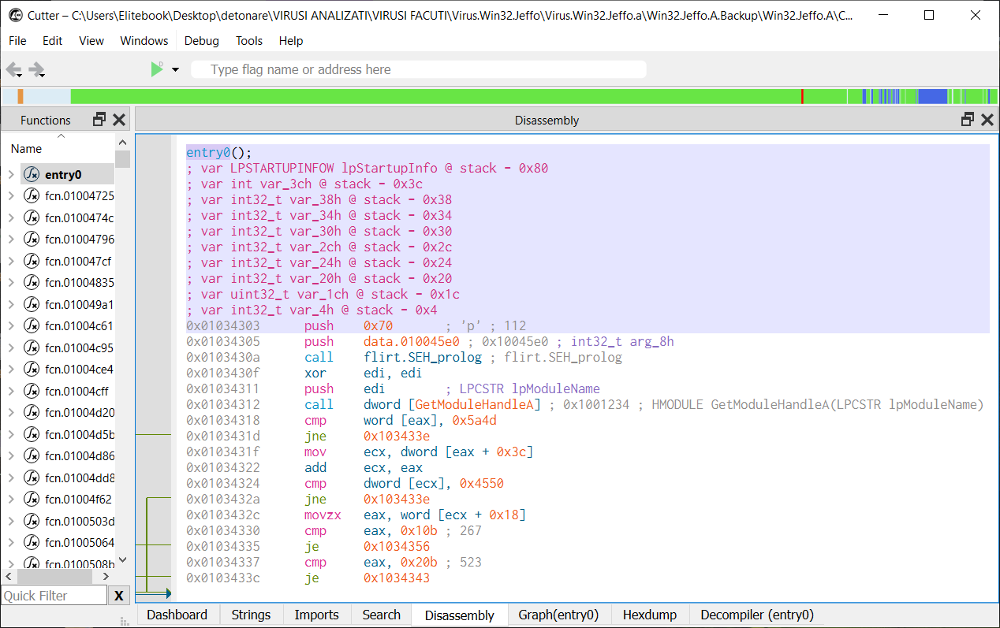 Cutter – C:\Users\Elitebook\Desktop\detonare\VIRUSI ANALIZATI\VIRUSI FACUTI\Virus.Win32.Jeffo\Virus.Win32.Jeffo.a\Win32.Jeffo.A.Backup\Win32.Jeffo.A\C...
File Edit View Windows Debug Tools Help
Type flag name or address here
Functions
Disassembly
Name
entry0
fcn.01004725
fcn.0100474c
fcn.01004796
fcn.010047cf
fcn.01004835
fcn.010049a1
fcn.01004c61
fcn.01004c95
fcn.01004ce4
fcn.01004cff
fcn.01004d20
fcn.01004d5b
fcn.01004d86
fcn.01004dd8
fcn.01004f62
fcn.0100503d
fcn.01005064
fcn.0100508b
Quick Filter X
entry0();
; var LPSTARTUPINFOW lpStartupInfo @ stack - 0x80
; var int var_3ch @ stack - 0x3c
; var int32_t var_38h @ stack - 0x38
; var int32_t var_34h @ stack - 0x34
; var int32_t var_30h @ stack - 0x30
; var int32_t var_2ch @ stack - 0x2c
; var int32_t var_24h @ stack - 0x24
; var int32_t var_20h @ stack - 0x20
; var uint32_t var_1ch @ stack - 0x1c
; var int32_t var_4h @ stack - 0x4
0x01034303 push 0x70 ; 'p' ; 112
0x01034305 push data.010045e0 ; 0x10045e0 ; int32_t arg_8h
0x0103430a call flirt.SEH_prolog ; flirt.SEH_prolog
0x0103430f xor edi, edi
0x01034311 push edi ; LPCSTR lpModuleName
0x01034312 call dword [GetModuleHandleA] ; 0x1001234 ; HMODULE GetModuleHandleA(LPCSTR lpModuleName)
0x01034318 cmp word [eax], 0x5a4d
0x0103431d jne 0x103433e
0x0103431f mov ecx, dword [eax + 0x3c]
0x01034322 add ecx, eax
0x01034324 cmp dword [ecx], 0x4550
0x0103432a jne 0x103433e
0x0103432c movzx eax, word [ecx + 0x18]
0x01034330 cmp eax, 0x10b ; 267
0x01034335 je 0x1034356
0x01034337 cmp eax, 0x20b ; 523
0x0103433c je 0x1034343
Dashboard Strings Imports Search Disassembly Graph(entry0) Hexdump Decompiler (entry0)